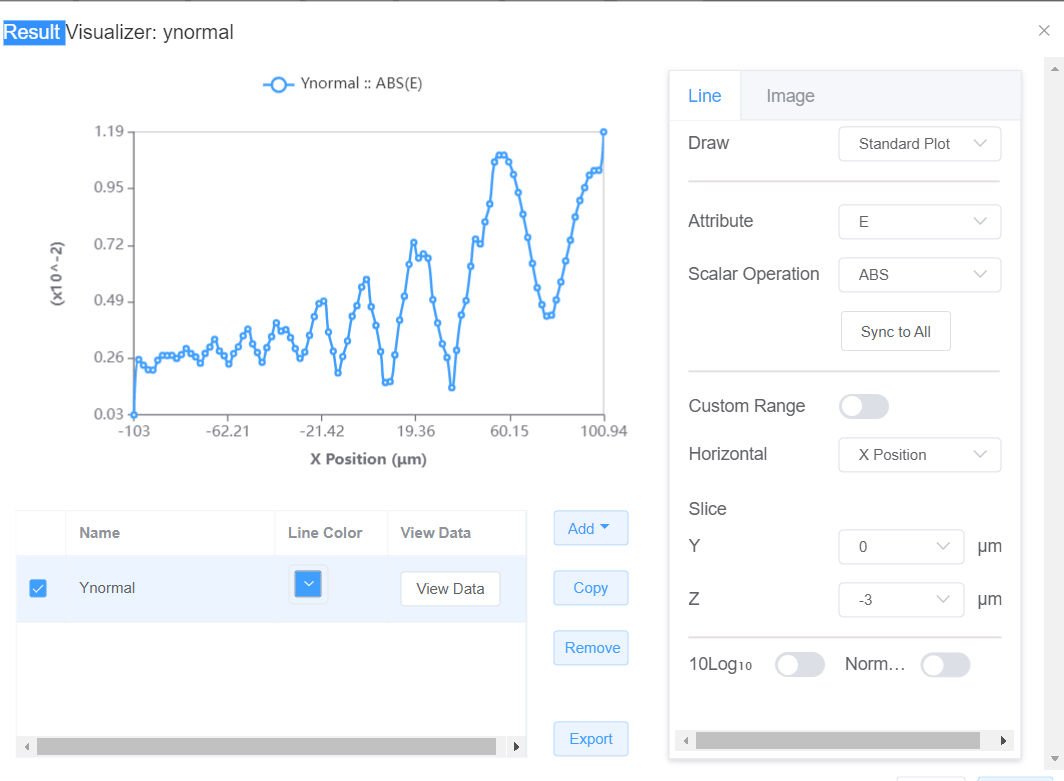 Result Visualizer: ynormal
Ynormal :: ABS(E)
1.19
0.95
0.72
0.49
0.26
0.03
(x10^-2)
-103 -62.21 -21.42 19.36 60.15 100.94
X Position (μm)
Name Line Color View Data
Ynormal View Data
Add
Copy
Remove
Export
Line Image
Draw Standard Plot
Attribute E
Scalar Operation ABS
Sync to All
Custom Range
Horizontal X Position
Slice
Y 0 μm
Z -3 μm
10Log₁₀ Norm…